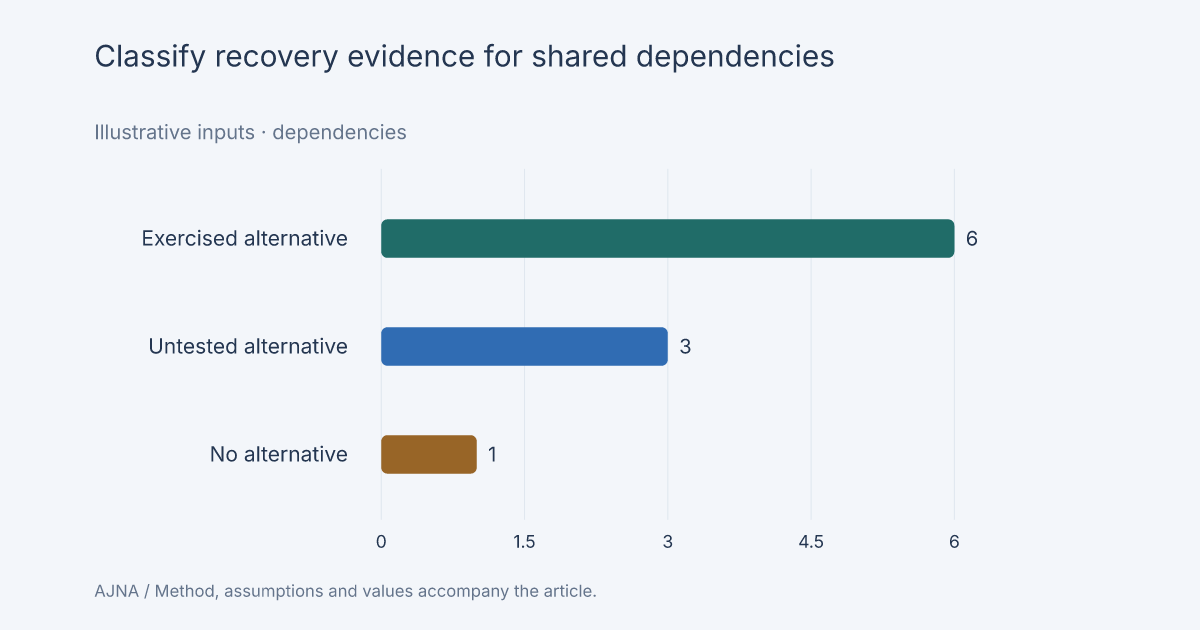 Classify recovery evidence for shared dependencies
Illustrative inputs · dependencies
Exercised alternative 6
Untested alternative 3
No alternative 1
0 1.5 3 4.5 6
AJNA / Method, assumptions and values accompany the article.